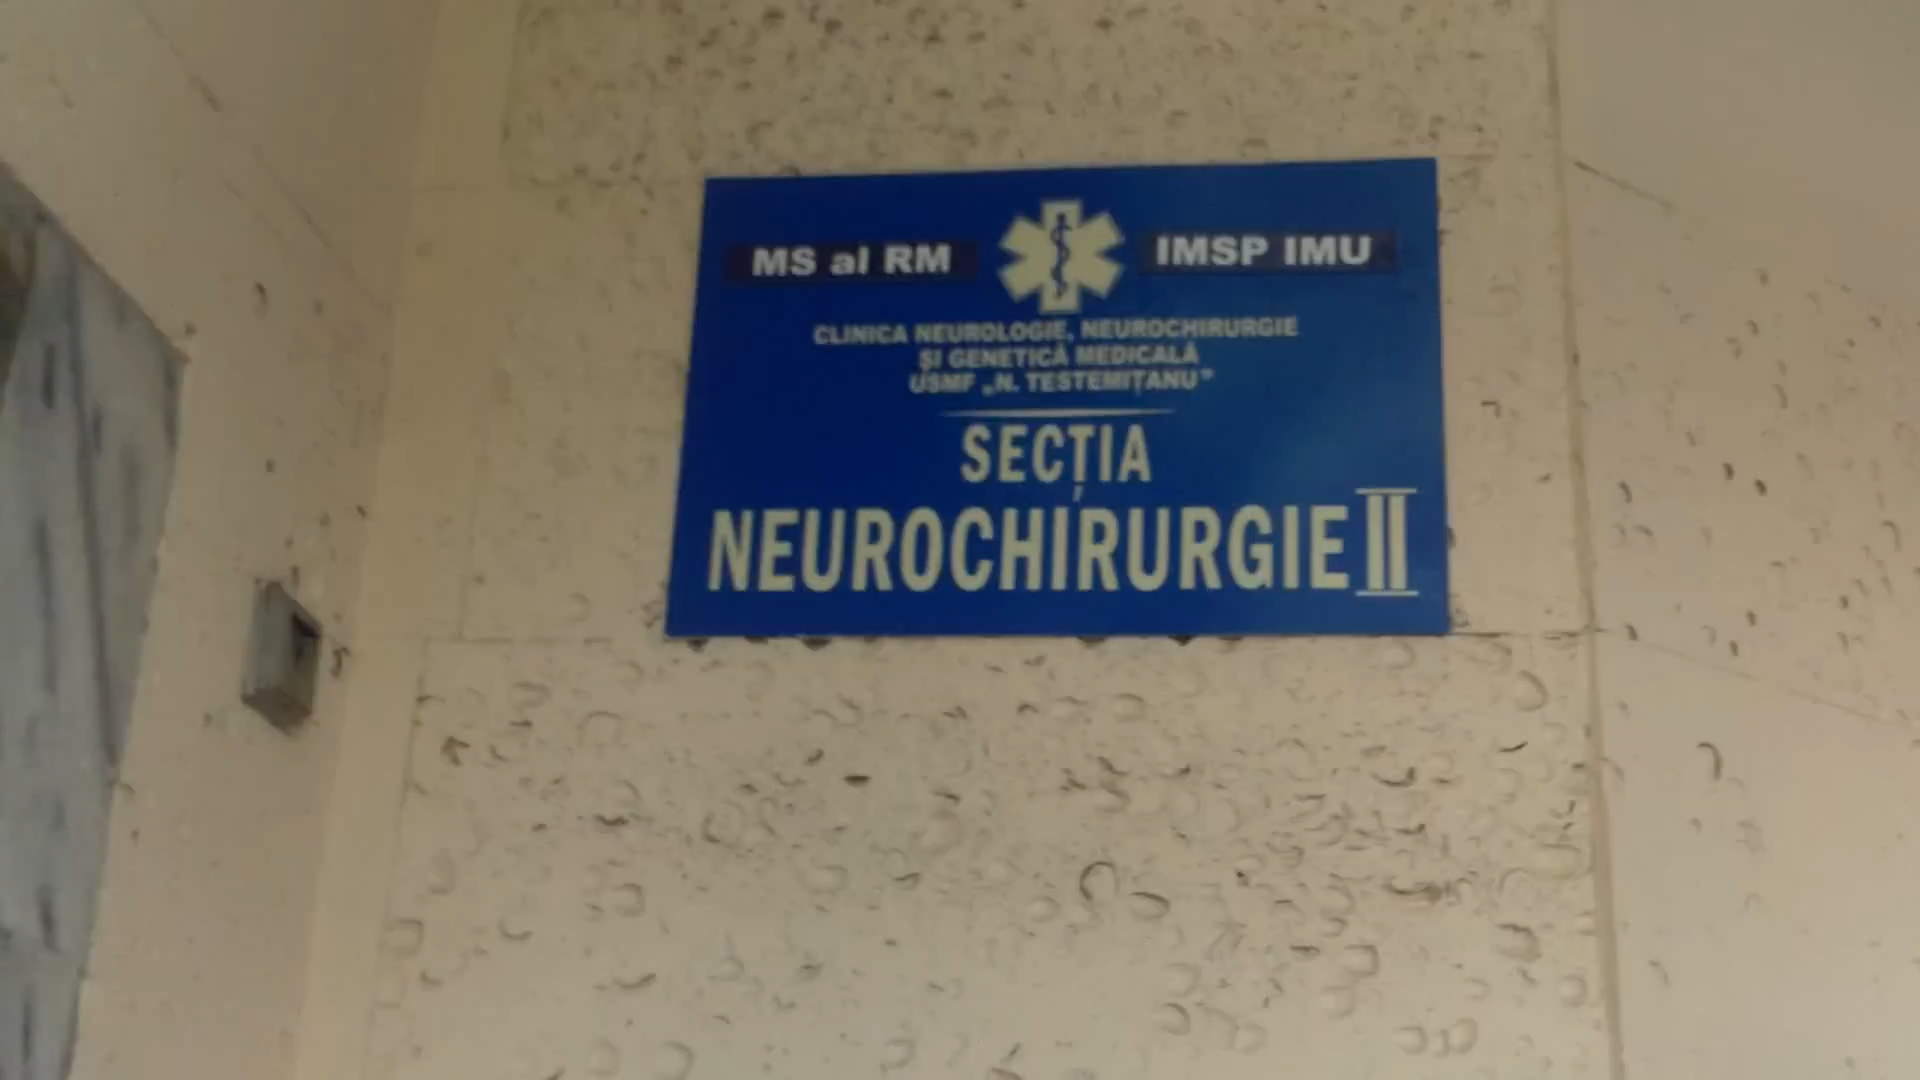 MS al RM IMSP IMU
CLINICA NEUROLOGIE, NEUROCHIRURGIE
ȘI GENETICĂ MEDICALĂ
USMF „N. TESTEMIȚANU”
SECȚIA
NEUROCHIRURGIE II